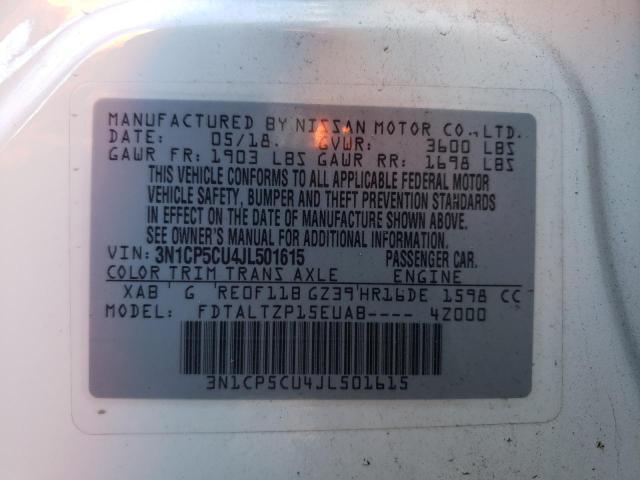 MANUFACTURED BY NISSAN MOTOR CO.,LTD.
DATE: 05/18. GVWR: 3600 LBS
GAWR FR: 1903 LBS GAWR RR: 1698 LBS
THIS VEHICLE CONFORMS TO ALL APPLICABLE FEDERAL MOTOR
VEHICLE SAFETY, BUMPER AND THEFT PREVENTION STANDARDS
IN EFFECT ON THE DATE OF MANUFACTURE SHOWN ABOVE.
SEE OWNER'S MANUAL FOR ADDITIONAL INFORMATION
VIN: 3N1CP5CU4JL501615 PASSENGER CAR.
COLOR TRIM TRANS AXLE ENGINE
XAB G RE0F11B GZ39 HR16DE 1598 CC
MODEL: FDTALTZP15EUAB---- 4Z000
3N1CP5CU4JL501615